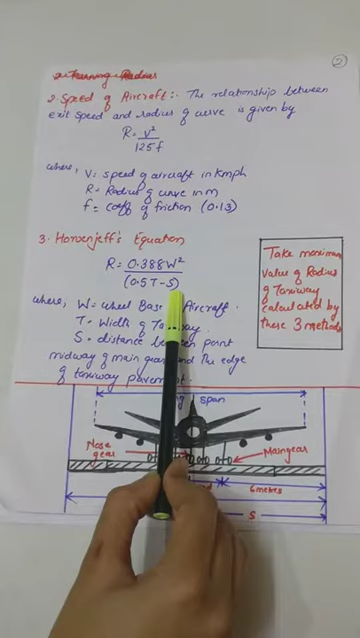 2
2. Turning Radius
2. Speed of Aircraft:- The relationship between
exit speed and radius of curve is given by
R = V²
125f
where,
V = Speed of aircraft in kmph
R = Radius of curve in m
f = coeff of friction (0.13)
3. Horonjeff's Equation
R = 0.388W²
(0.5T-S)
where, W = Wheel Base Aircraft.
T = Width of Taxiway
S = distance between point
midway of main gear and the edge
of taxiway pavement.
Take maximum
value of Radius
of Taxiway
calculated by
these 3 methods
span
Nose
gear
Main gear
6 metres
S